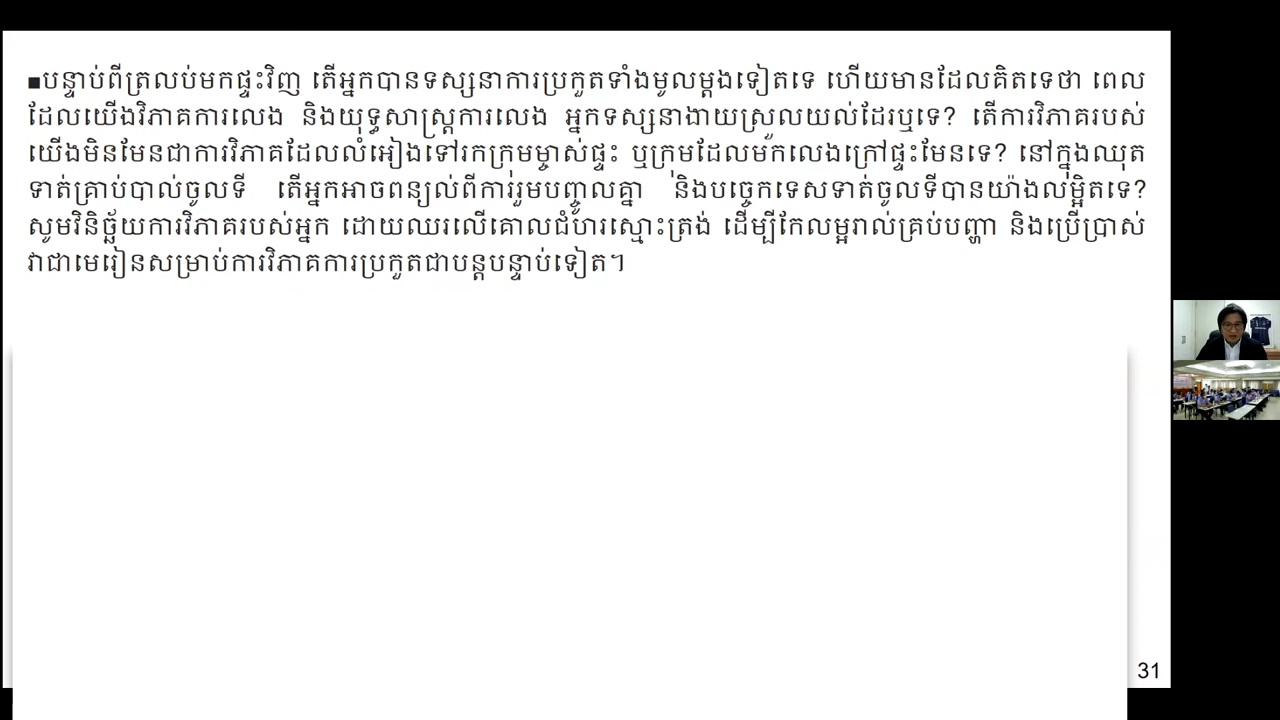 ■បន្ទាប់ពីត្រលប់មកផ្ទះវិញ តើអ្នកបានទស្សនាការប្រកួតទាំងមូលម្ដងទៀតទេ ហើយមានដែលគិតទេថា ពេល
ដែលយើងវិភាគការលេង និងយុទ្ធសាស្ត្រការលេង អ្នកទស្សនាងាយស្រួលយល់ដែរឬទេ? តើការវិភាគរបស់
យើងមិនមែនជាការវិភាគដែលលំអៀងទៅរកក្រុមម្ចាស់ផ្ទះ ឬក្រុមដែលមកលេងក្រៅផ្ទះមែនទេ? នៅក្នុងឈុត
ទាត់គ្រាប់បាល់ចូលទី តើអ្នកអាចពន្យល់ពីការរួមបញ្ចូលគ្នា និងបច្ចេកទេសទាត់ចូលទីបានយ៉ាងលម្អិតទេ?
សូមវិនិច្ឆ័យការវិភាគរបស់អ្នក ដោយឈរលើគោលជំហរស្មោះត្រង់ ដើម្បីកែលម្អរាល់គ្រប់បញ្ហា និងប្រើប្រាស់
វាជាមេរៀនសម្រាប់ការវិភាគការប្រកួតជាបន្តបន្ទាប់ទៀត។
31